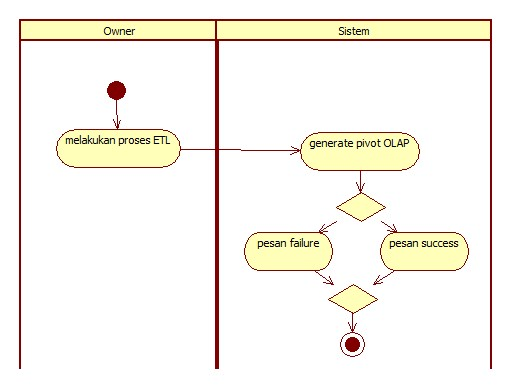 Owner
Sistem
melakukan proses ETL
generate pivot OLAP
pesan failure
pesan success